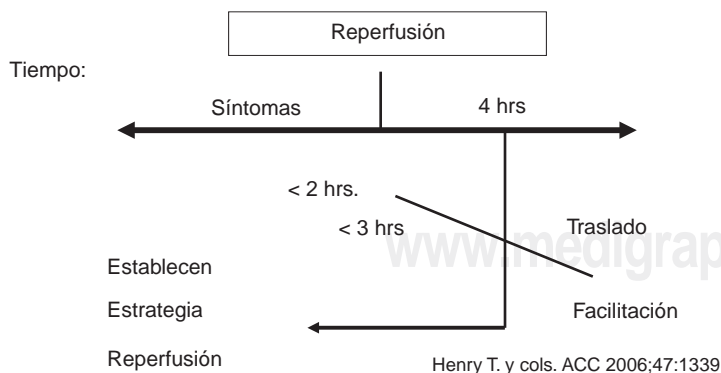 Reperfusión
Tiempo:
Síntomas
4 hrs
< 2 hrs.
< 3 hrs
Traslado
www.medigrap
Establecen
Estrategia
Facilitación
Reperfusión
Henry T. y cols. ACC 2006;47:1339